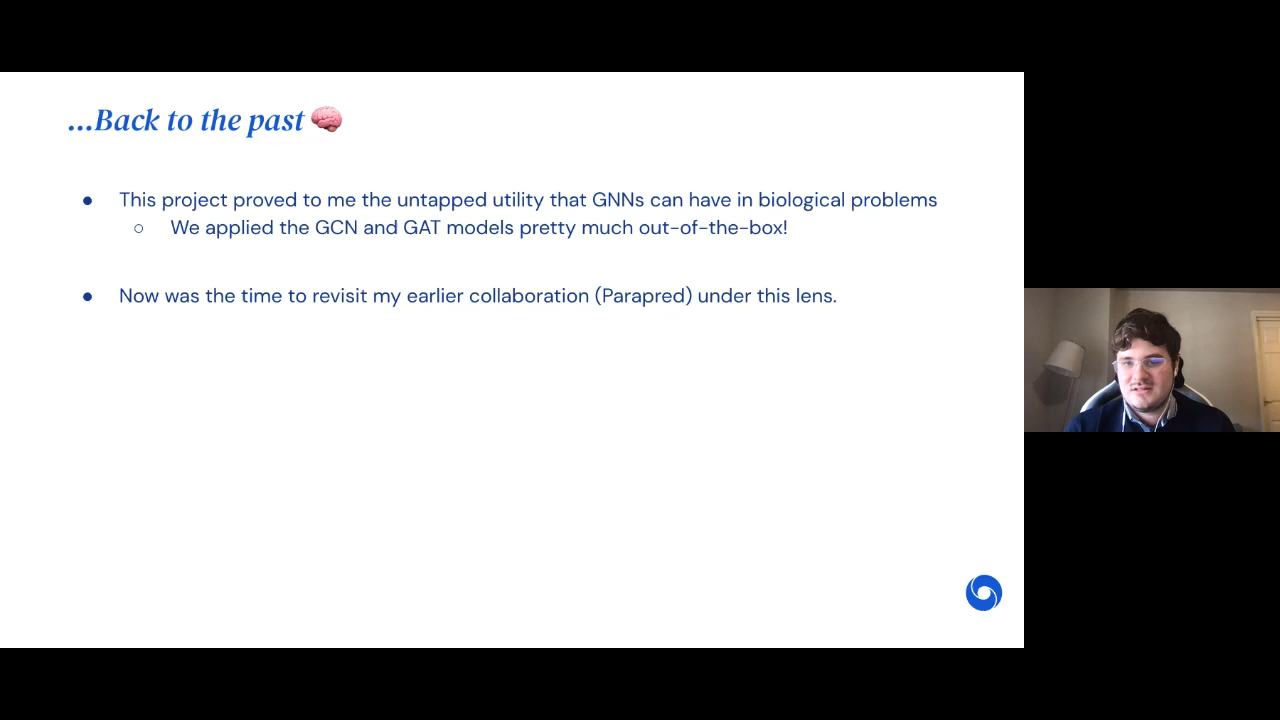 ...Back to the past 🧠
● This project proved to me the untapped utility that GNNs can have in biological problems
○ We applied the GCN and GAT models pretty much out-of-the-box!
● Now was the time to revisit my earlier collaboration (Parapred) under this lens.